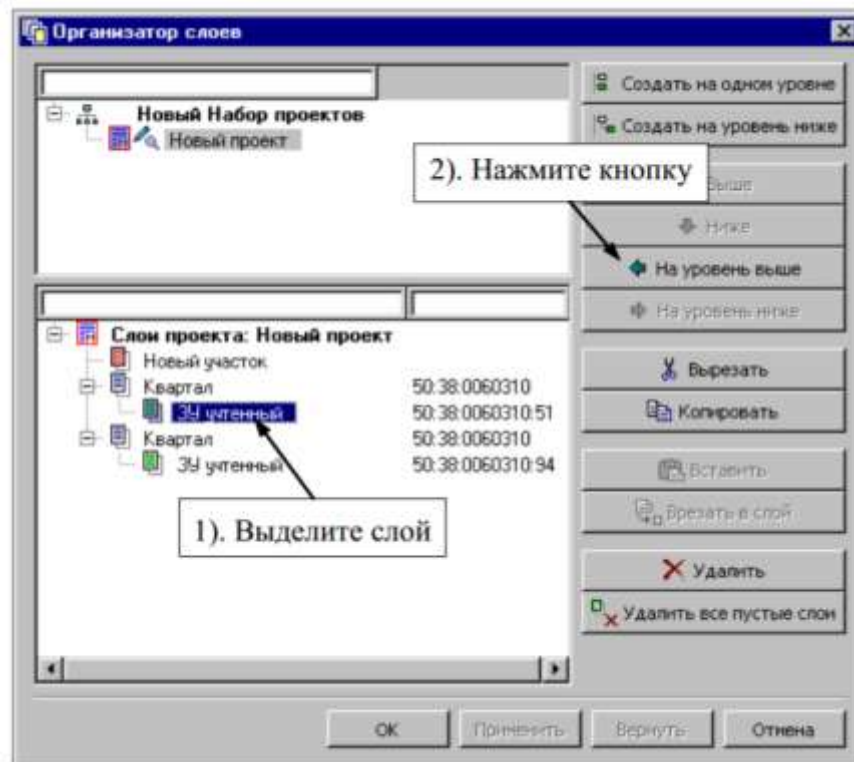 Организатор слоев
Новый Набор проектов
Новый проект
Создать на одном уровне
Создать на уровень ниже
2). Нажмите кнопку
Выше
Ниже
На уровень выше
На уровень ниже
Слои проекта: Новый проект
Новый участок
Квартал 50:38:0060310
ЗУ учтенный 50:38:0060310:51
Квартал 50:38:0060310
ЗУ учтенный 50:38:0060310:94
1). Выделите слой
Вырезать
Копировать
Вставить
Врезать в слой
Удалить
Удалить все пустые слои
OK
Применить
Вернуть
Отмена